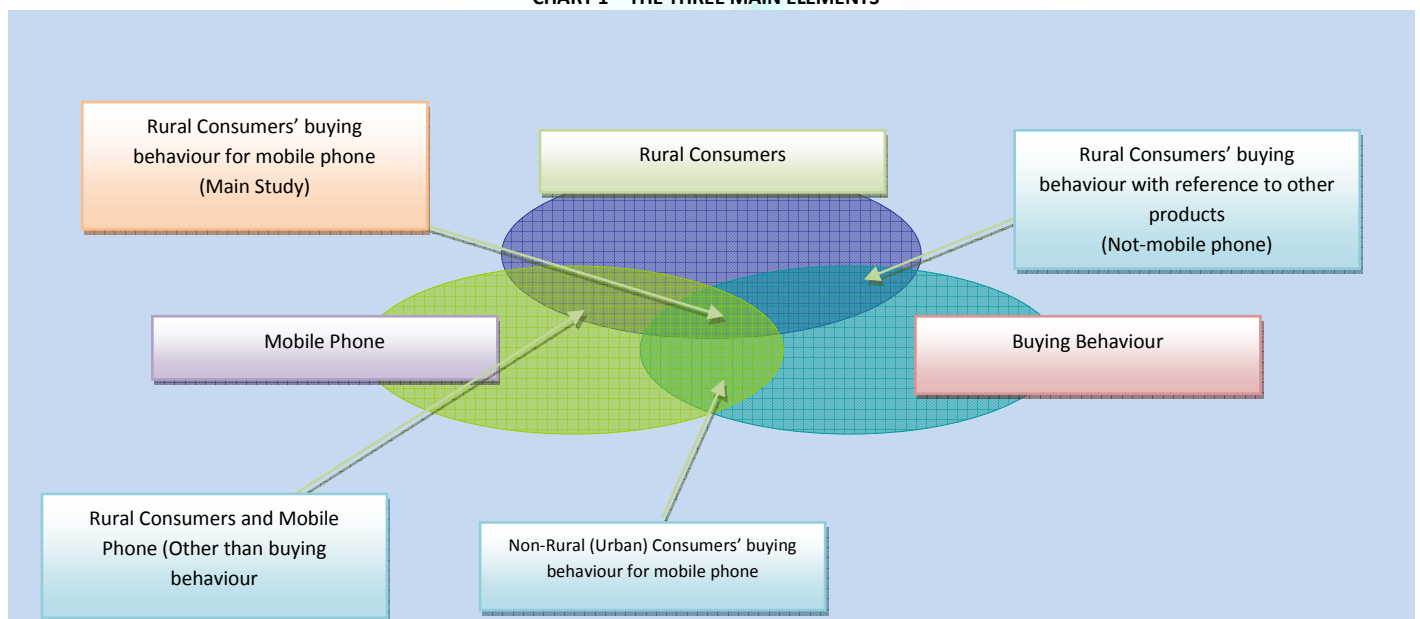 CHART 1 – THE THREE MAIN ELEMENTS
Rural Consumers’ buying
behaviour for mobile phone
(Main Study)
Rural Consumers
Rural Consumers’ buying
behaviour with reference to other
products
(Not-mobile phone)
Mobile Phone
Buying Behaviour
Rural Consumers and Mobile
Phone (Other than buying
behaviour
Non-Rural (Urban) Consumers’ buying
behaviour for mobile phone